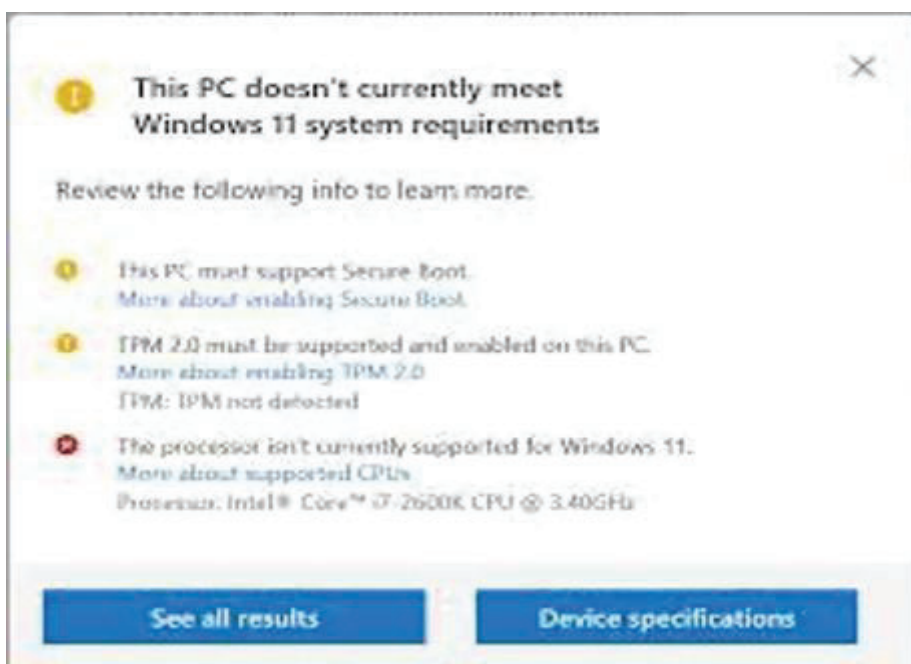 This PC doesn't currently meet
Windows 11 system requirements
Review the following info to learn more.
This PC must support Secure Boot.
More about enabling Secure Boot
TPM 2.0 must be supported and enabled on this PC.
More about enabling TPM 2.0
TPM: TPM not detected
The processor isn't currently supported for Windows 11.
More about supported CPUs
Processor: Intel® Core™ i7-2600K CPU @ 3.40GHz
See all results
Device specifications